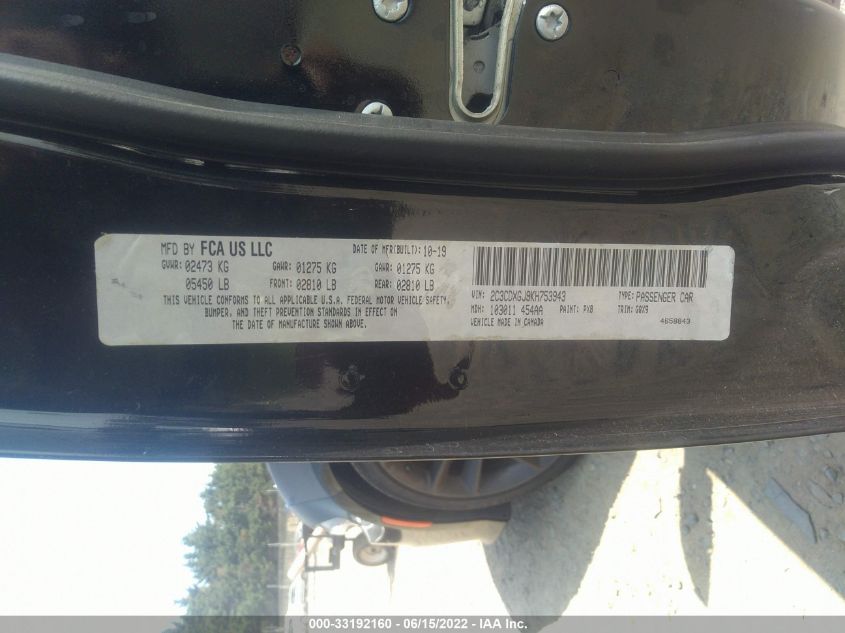 MFD BY FCA US LLC DATE OF MFR(BUILT): 10-19
GVWR: 02473 KG GAWR: 01275 KG GAWR: 01275 KG
05450 LB FRONT: 02810 LB REAR: 02810 LB
THIS VEHICLE CONFORMS TO ALL APPLICABLE U.S.A. FEDERAL MOTOR VEHICLE SAFETY,
BUMPER, AND THEFT PREVENTION STANDARDS IN EFFECT ON
THE DATE OF MANUFACTURE SHOWN ABOVE.
VIN: 2C3CDXGJ9KH753943 TYPE: PASSENGER CAR
MDH: 103011 454AA PAINT: PX8 TRIM: GQX9
VEHICLE MADE IN CANADA 4658643
000-33192160 - 06/15/2022 - IAA Inc.